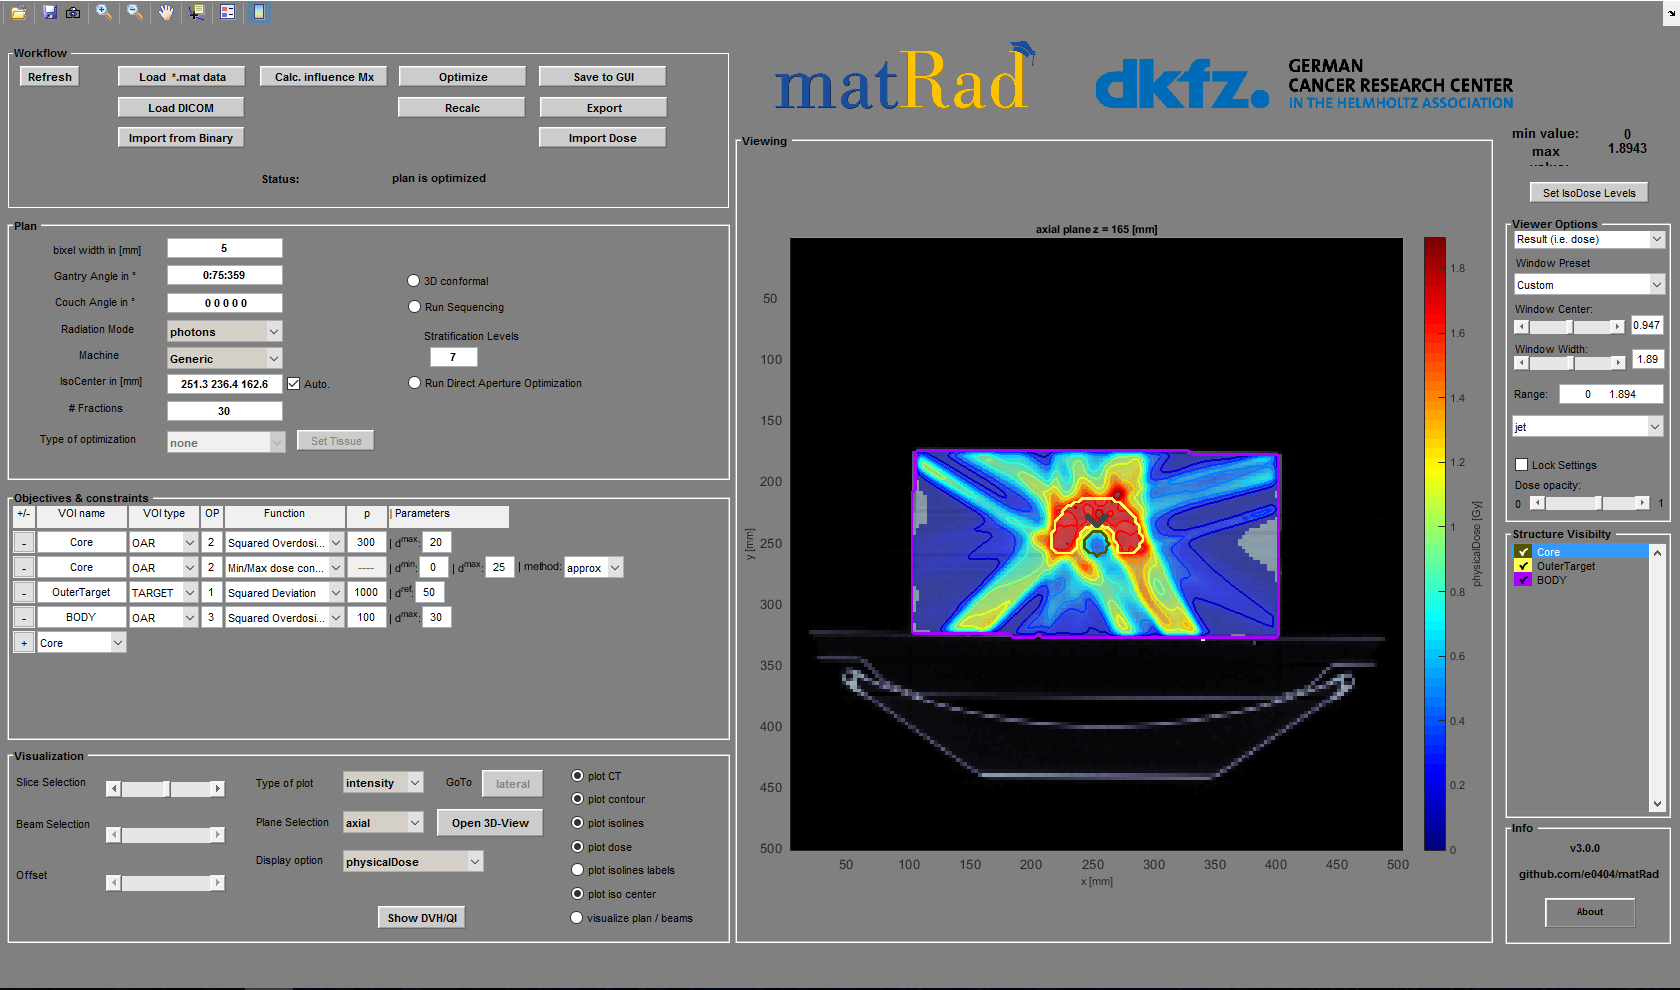 Workflow
Refresh
Load *.mat data
Calc. influence Mx
Optimize
Save to GUI
Load DICOM
Recalc
Export
Import from Binary
Import Dose
Status:
plan is optimized
Plan
bixel width in [mm]
5
Gantry Angle in °
0:75:359
Couch Angle in °
0 0 0 0 0
Radiation Mode
photons
Machine
Generic
IsoCenter in [mm]
251.3 236.4 162.6
Auto.
# Fractions
30
Type of optimization
none
Set Tissue
3D conformal
Run Sequencing
Stratification Levels
7
Run Direct Aperture Optimization
Objectives & constraints
+/- VOI name VOI type OP Function p | Parameters
- Core OAR 2 Squared Overdosi... 300 | dmax: 20
- Core OAR 2 Min/Max dose con... ---- | dmin: 0 | dmax: 25 | method: approx
- OuterTarget TARGET 1 Squared Deviation 1000 | dref: 50
- BODY OAR 3 Squared Overdosi... 100 | dmax: 30
+ Core
Visualization
Slice Selection
Beam Selection
Offset
Type of plot
intensity
GoTo
lateral
Plane Selection
axial
Open 3D-View
Display option
physicalDose
Show DVH/QI
plot CT
plot contour
plot isolines
plot dose
plot isolines labels
plot iso center
visualize plan / beams
matRad
dkfz.
GERMAN
CANCER RESEARCH CENTER
IN THE HELMHOLTZ ASSOCIATION
Viewing
axial plane z = 165 [mm]
50
100
150
200
250
300
350
400
450
500
y [mm]
50 100 150 200 250 300 350 400 450 500
x [mm]
1.8
1.6
1.4
1.2
1
0.8
0.6
0.4
0.2
0
physicalDose [Gy]
min value: 0
max 1.8943
Set IsoDose Levels
Viewer Options
Result (i.e. dose)
Window Preset
Custom
Window Center:
0.947
Window Width:
1.89
Range: 0 1.894
jet
Lock Settings
Dose opacity:
0 1
Structure Visibilty
Core
OuterTarget
BODY
Info
v3.0.0
github.com/e0404/matRad
About